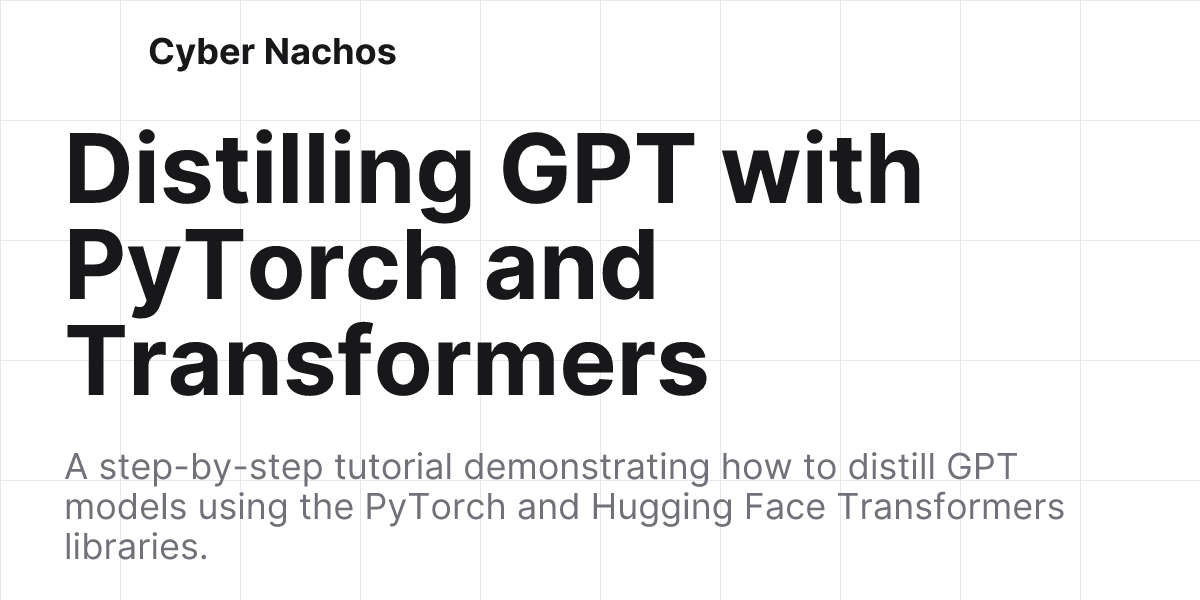 Cyber Nachos
Distilling GPT with
PyTorch and
Transformers
A step-by-step tutorial demonstrating how to distill GPT
models using the PyTorch and Hugging Face Transformers
libraries.